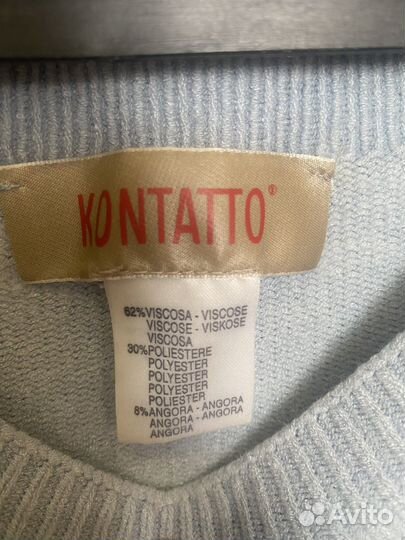 KONTATTO®
62%VISCOSA - VISCOSE
VISCOSE - VISKOSE
VISCOSA
30%POLIESTERE
POLYESTER
POLYESTER
POLYESTER
POLIESTER
8%ANGORA - ANGORA
ANGORA - ANGORA
ANGORA
Avito